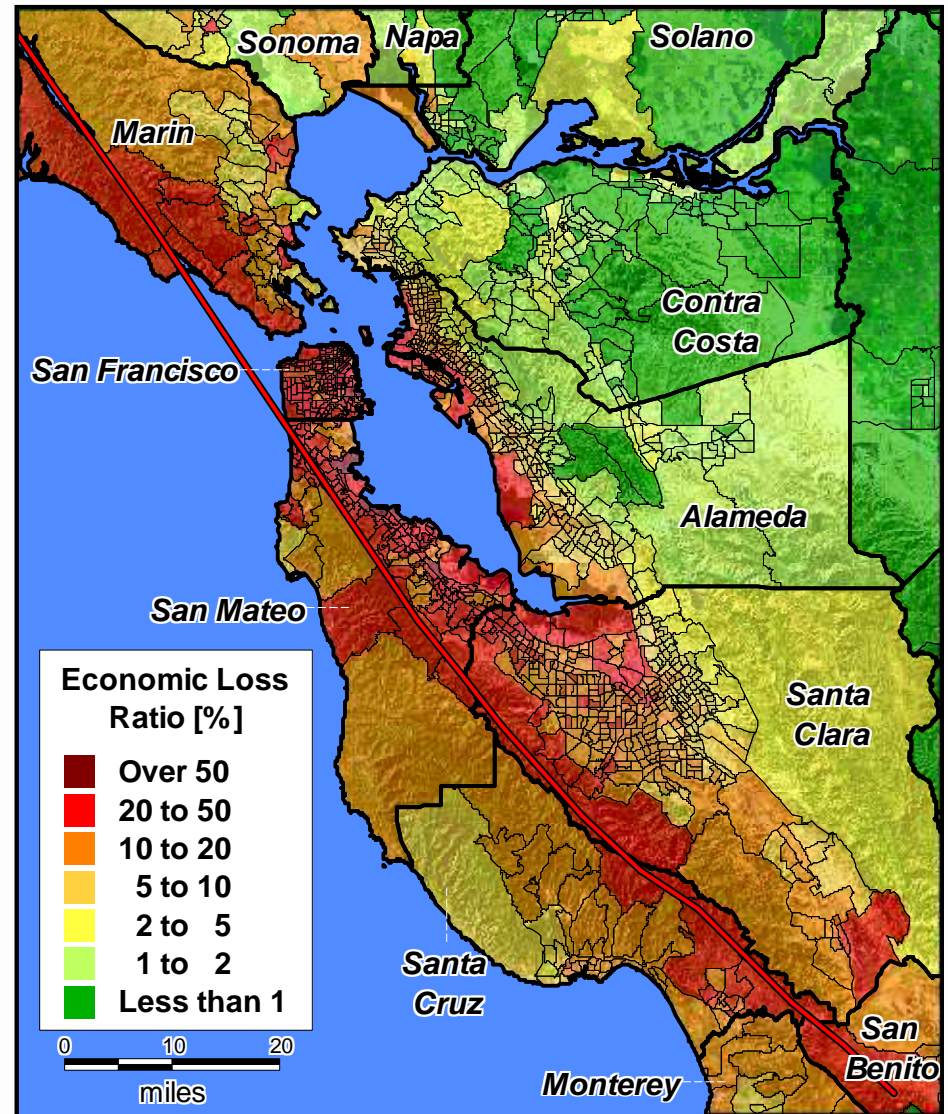 Sonoma
Napa
Solano
Marin
Contra
Costa
San Francisco
Alameda
San Mateo
Santa
Clara
Economic Loss
Ratio [%]
Over 50
20 to 50
10 to 20
5 to 10
2 to 5
1 to 2
Less than 1
0 10 20
miles
Santa
Cruz
San
Benito
Monterey